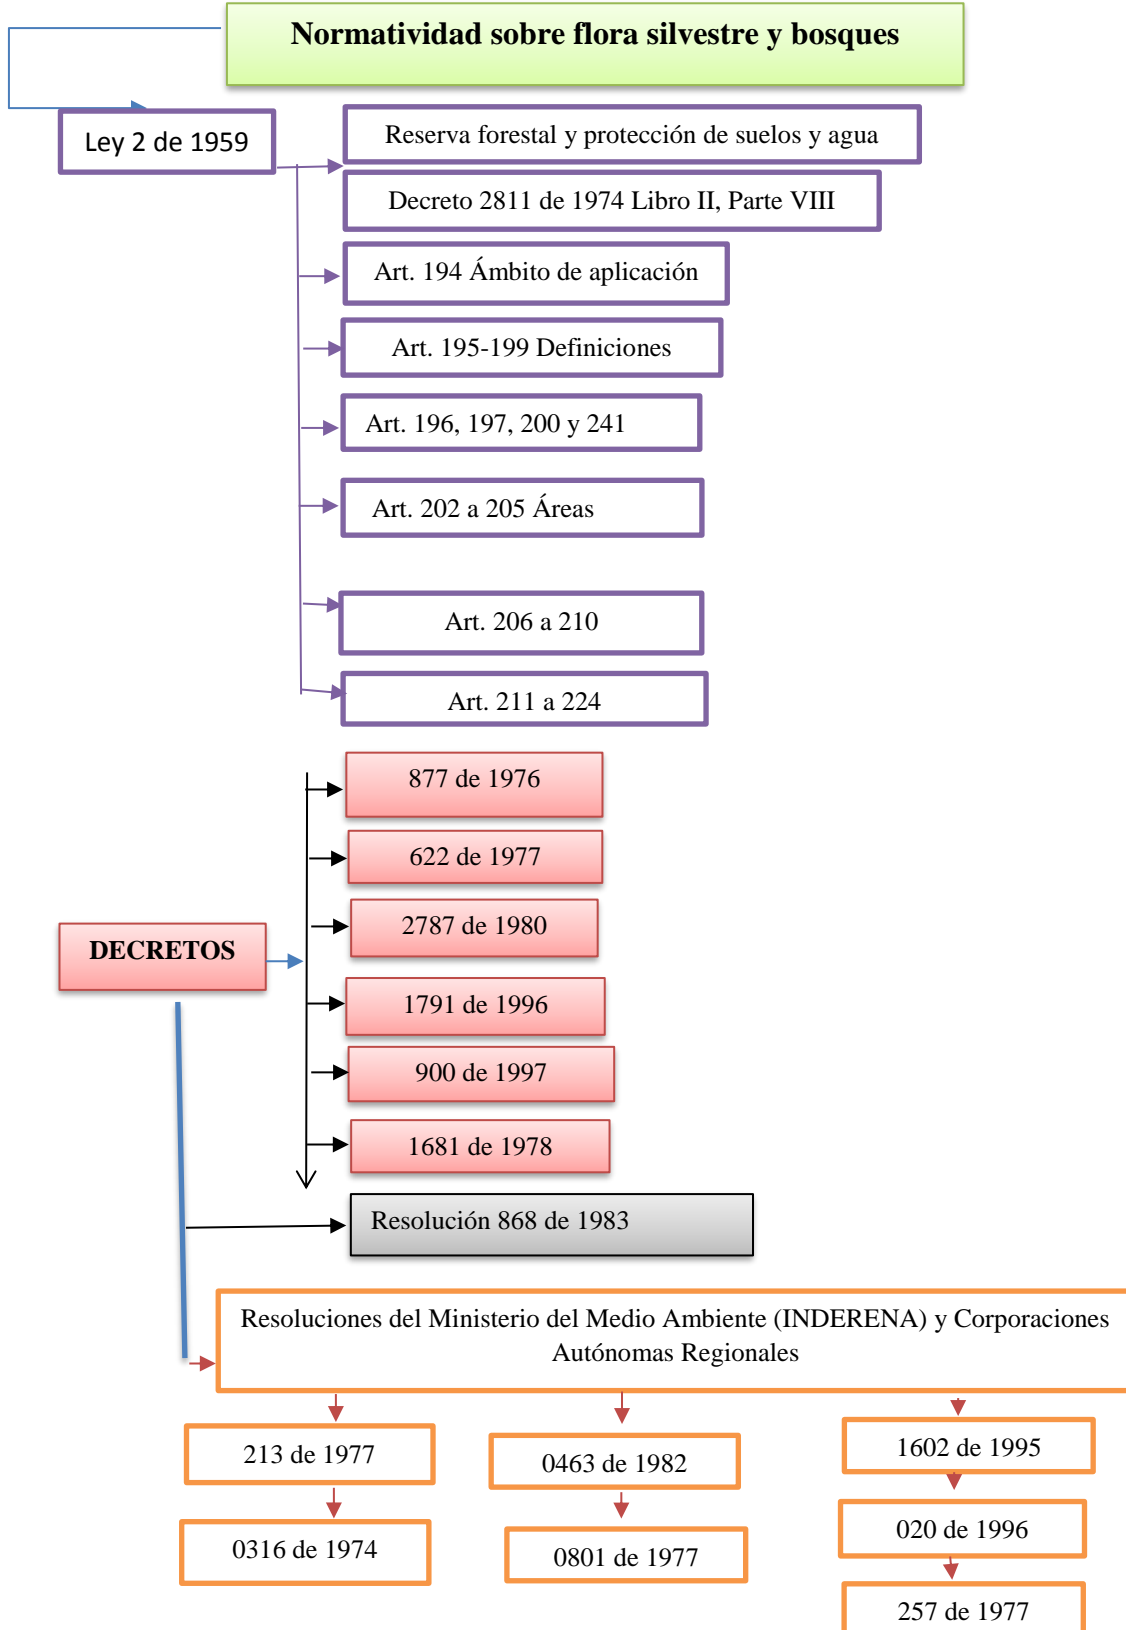 Normatividad sobre flora silvestre y bosques
Ley 2 de 1959
Reserva forestal y protección de suelos y agua
Decreto 2811 de 1974 Libro II, Parte VIII
Art. 194 Ámbito de aplicación
Art. 195-199 Definiciones
Art. 196, 197, 200 y 241
Art. 202 a 205 Áreas
Art. 206 a 210
Art. 211 a 224
DECRETOS
877 de 1976
622 de 1977
2787 de 1980
1791 de 1996
900 de 1997
1681 de 1978
Resolución 868 de 1983
Resoluciones del Ministerio del Medio Ambiente (INDERENA) y Corporaciones
Autónomas Regionales
213 de 1977
0316 de 1974
0463 de 1982
0801 de 1977
1602 de 1995
020 de 1996
257 de 1977